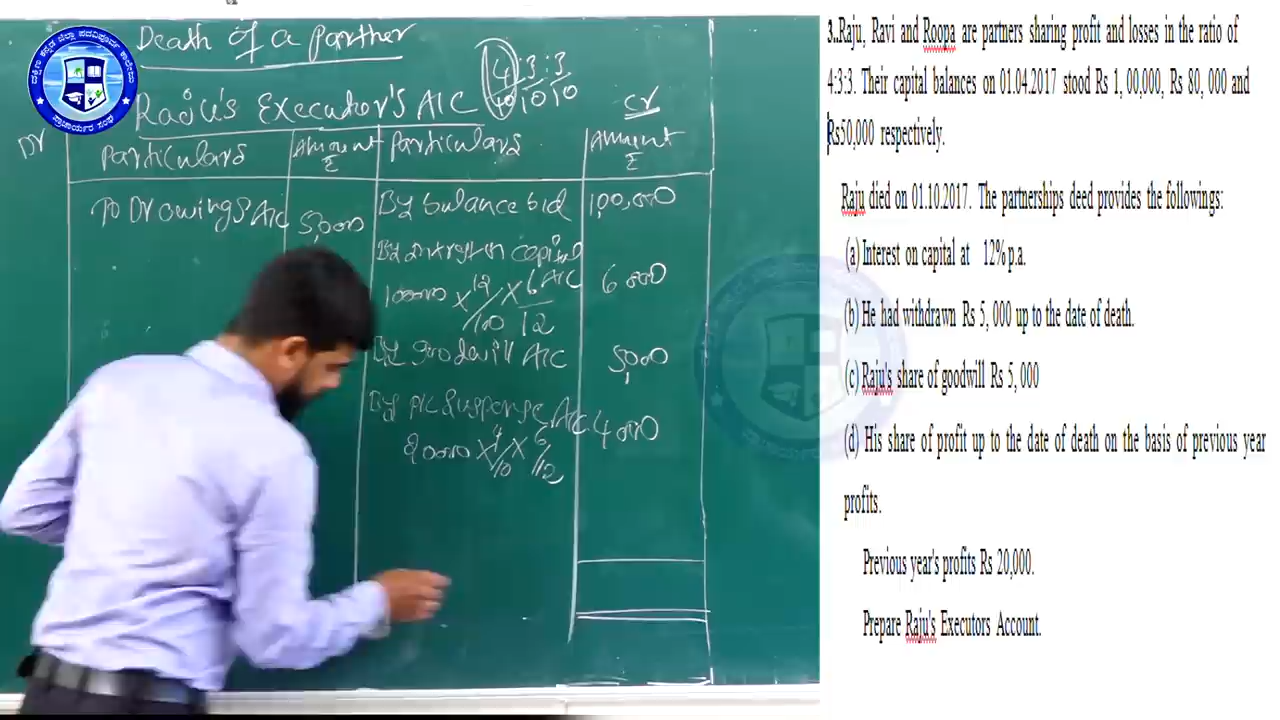 Death of a partner
4:3:3
10 10 10
Raju's Executor's A/C
Dr
Cr
Particulars
Amount
₹
Particulars
Amount
₹
To Drawings A/C
5,000
By balance b/d
1,00,000
By Intrest on capital A/C
100000 x 12/100 x 6/12
6000
By goodwill A/C
5,000
By P/L Suspense A/C
4000
20000 x 4/10 x 6/12
3..Raju, Ravi and Roopa are partners sharing profit and losses in the ratio of
4:3:3. Their capital balances on 01.04.2017 stood Rs 1, 00,000, Rs 80, 000 and
Rs50,000 respectively.
Raju died on 01.10.2017. The partnerships deed provides the followings:
(a) Interest on capital at 12% p.a.
(b) He had withdrawn Rs 5, 000 up to the date of death.
(c) Raju's share of goodwill Rs 5, 000
(d) His share of profit up to the date of death on the basis of previous year
profits.
Previous year's profits Rs 20,000.
Prepare Raju's Executors Account.